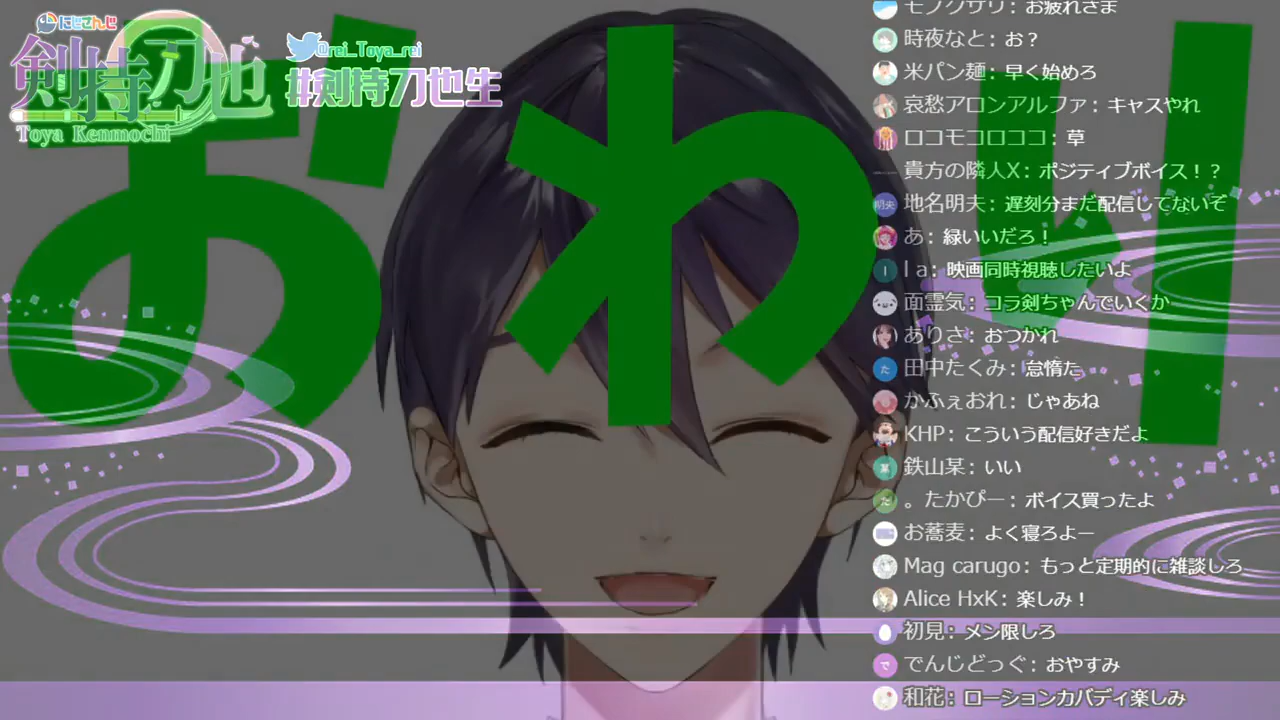 にじさんじ
剣持刀也
Toya Kenmochi
@rei_Toya_rei
#剣持刀也生
おわり
モノクサリ: お疲れさま
時夜なと: お？
米パン麺: 早く始めろ
哀愁アロンアルファ: キャスやれ
ロコモコロココ: 草
貴方の隣人X: ポジティブボイス！？
地名明夫: 遅刻分まだ配信してないぞ
あ: 緑いいだろ！
l a: 映画同時視聴したいよ
面霊気: コラ剣ちゃんでいくか
ありさ: おつかれ
田中たくみ: 怠惰た
かふぇおれ: じゃあね
KHP: こういう配信好きだよ
鉄山某: いい
。たかぴー: ボイス買ったよ
お蕎麦: よく寝ろよー
Mag carugo: もっと定期的に雑談しろ
Alice HxK: 楽しみ！
初見: メン限しろ
でんじどっぐ: おやすみ
和花: ローションカバディ楽しみ